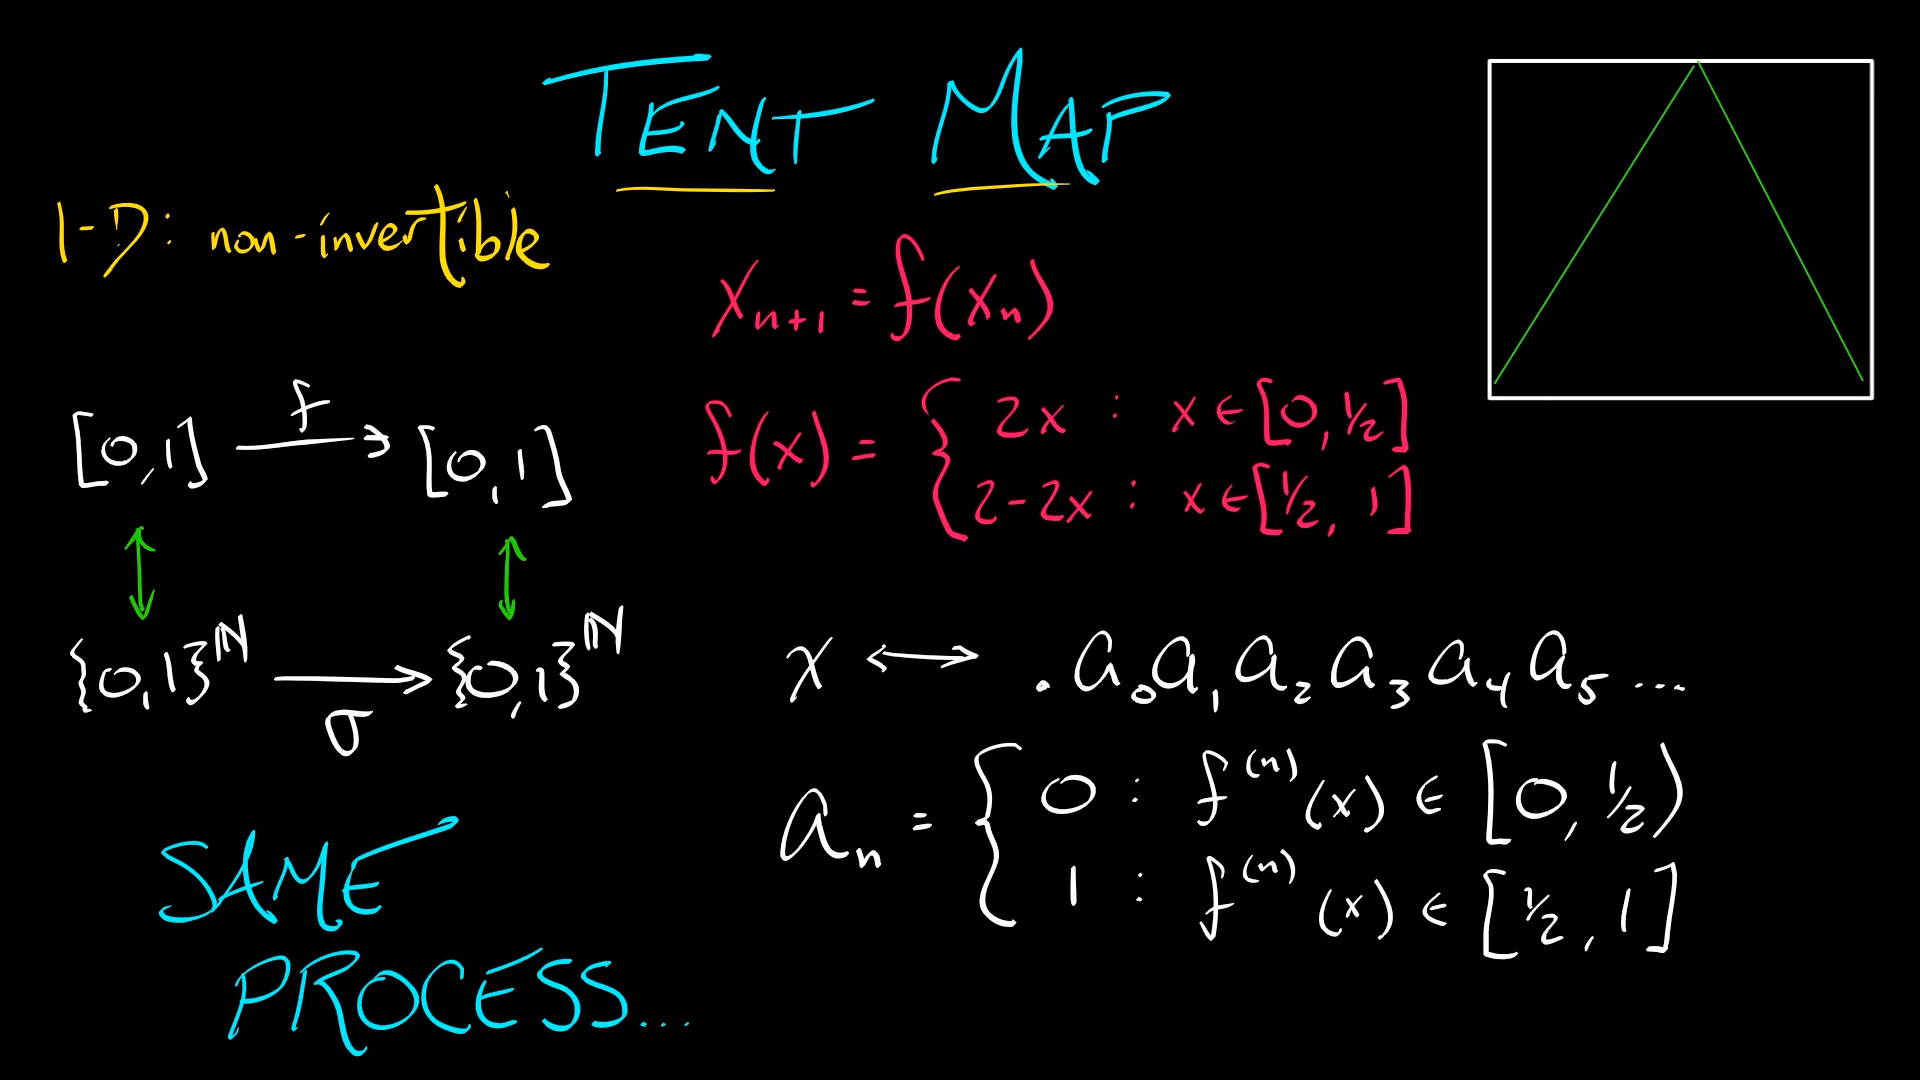 TENT MAP
1-D: non-invertible
xₙ₊₁ = f(xₙ)
[0,1] f→ [0,1]
f(x) = { 2x : x ∈ [0,½]
2-2x : x ∈ [½, 1]
{0,1}ᴺ →σ {0,1}ᴺ
x ↔ .a₀a₁a₂a₃a₄a₅...
aₙ = { 0 : f⁽ⁿ⁾(x) ∈ [0,½)
1 : f⁽ⁿ⁾(x) ∈ [½,1]
SAME
PROCESS...